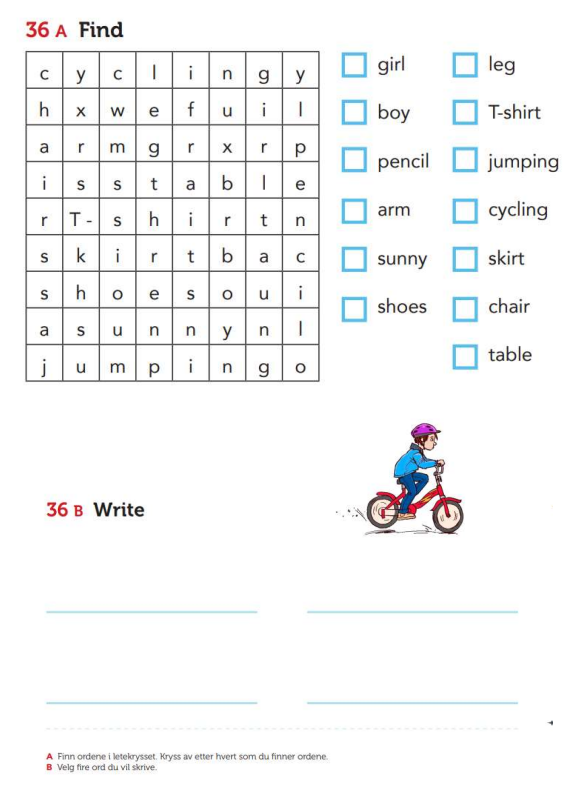 36 A Find
c y c l i n g y
h x w e f u i l
a r m g r x r p
i s s t a b l e
r T- s h i r t n
s k i r t b a c
s h o e s o u i
a s u n n y n l
j u m p i n g o
girl
boy
pencil
arm
sunny
shoes
leg
T-shirt
jumping
cycling
skirt
chair
table
36 B Write
A Finn ordene i letekrysset. Kryss av etter hvert som du finner ordene.
B Velg fire ord du vil skrive.